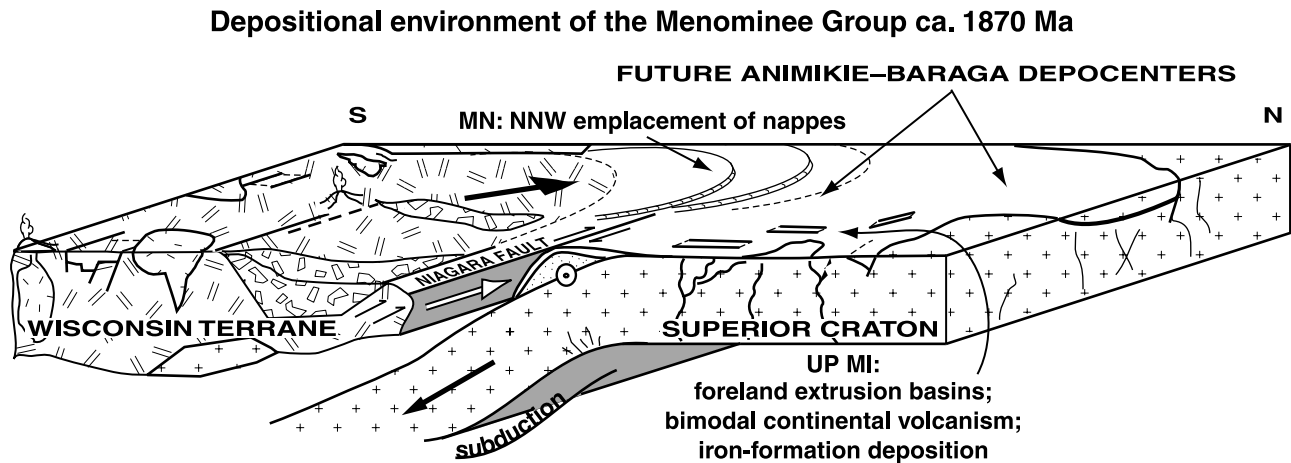 Depositional environment of the Menominee Group ca. 1870 Ma
FUTURE ANIMIKIE–BARAGA DEPOCENTERS
S
N
MN: NNW emplacement of nappes
NIAGARA FAULT
WISCONSIN TERRANE
SUPERIOR CRATON
UP MI:
foreland extrusion basins;
bimodal continental volcanism;
iron-formation deposition
subduction